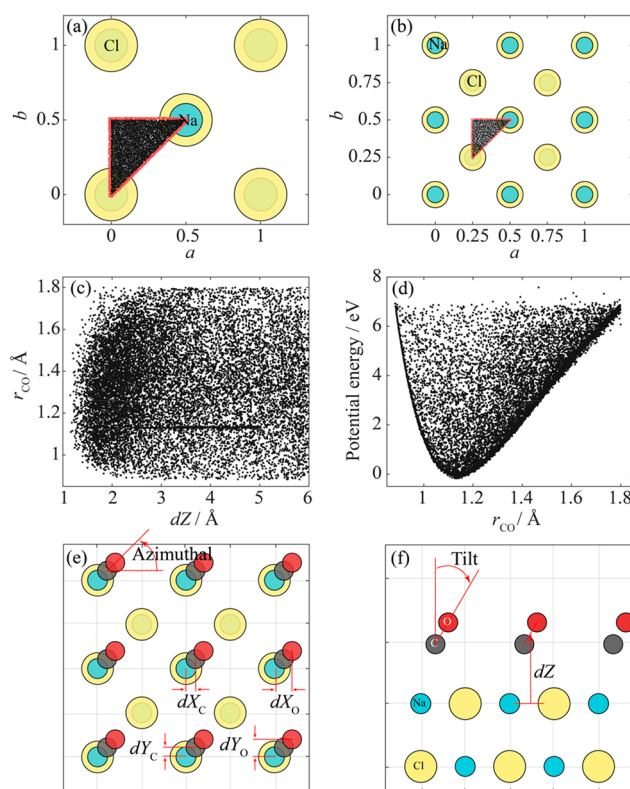 (a)
Cl
1
b
0.5
Na
0
0
0.5
1
a
(b)
Na
1
Cl
0.75
b
0.5
0.25
0
0
0.25
0.5
0.75
1
a
(c)
1.8
1.6
r_CO / Å
1.4
1.2
1.0
1
2
3
4
5
6
dZ / Å
(d)
8
6
Potential energy / eV
4
2
0
1
1.2
1.4
1.6
1.8
r_CO / Å
(e)
Azimuthal
dX_C
dX_O
dY_C
dY_O
(f)
Tilt
O
C
dZ
Na
Cl